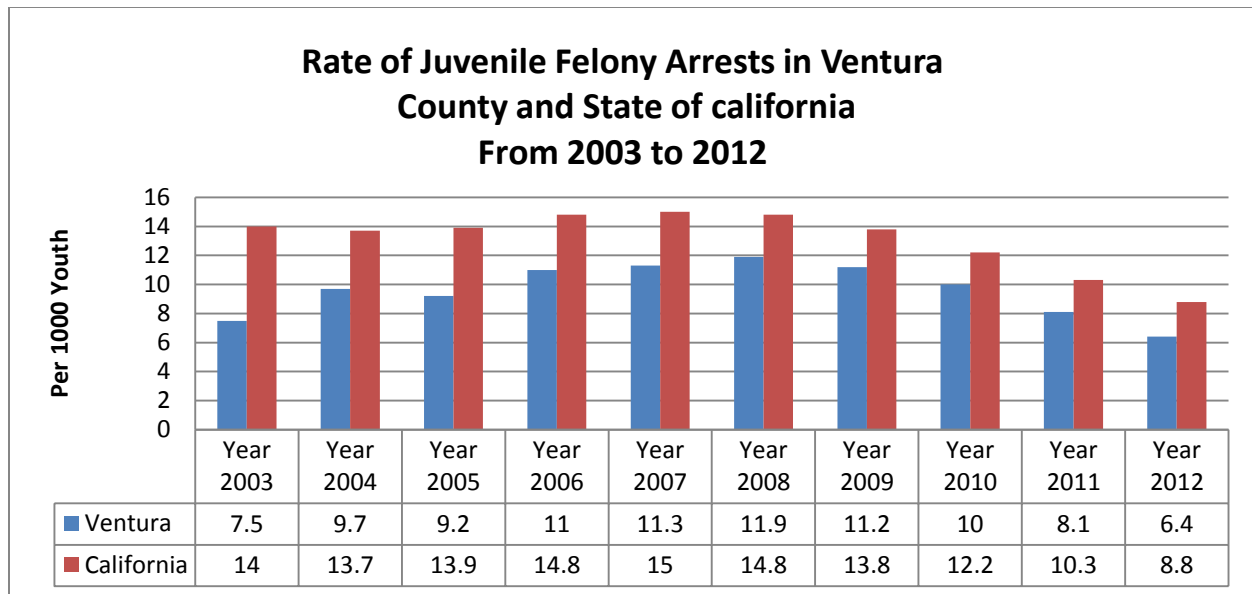 Rate of Juvenile Felony Arrests in Ventura
County and State of california
From 2003 to 2012
Per 1000 Youth
16
14
12
10
8
6
4
2
0
Year Year Year Year Year Year Year Year Year Year
2003 2004 2005 2006 2007 2008 2009 2010 2011 2012
Ventura 7.5 9.7 9.2 11 11.3 11.9 11.2 10 8.1 6.4
California 14 13.7 13.9 14.8 15 14.8 13.8 12.2 10.3 8.8